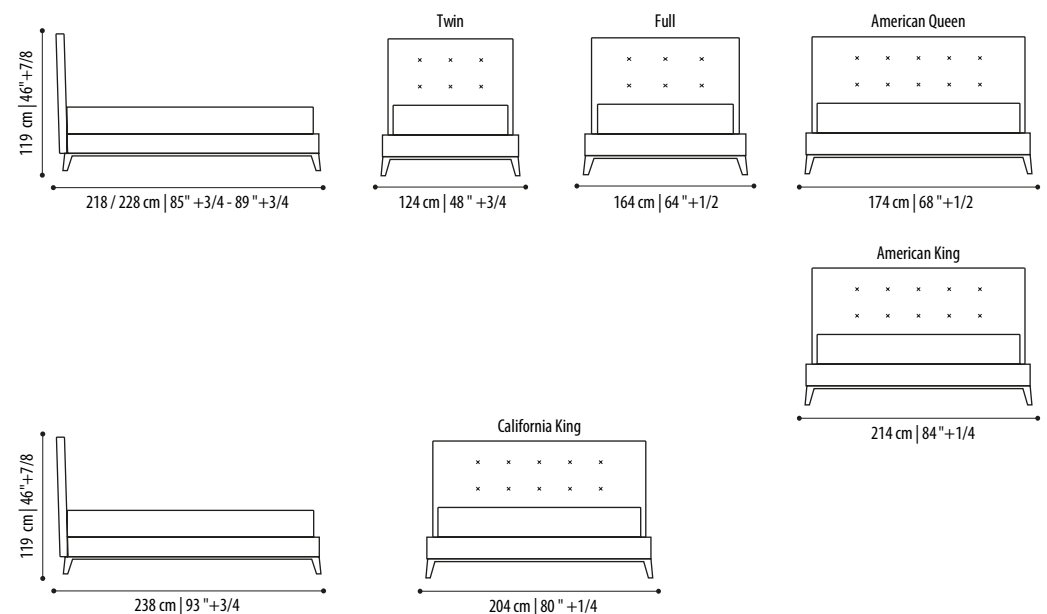 Twin
Full
American Queen
119 cm | 46"+7/8
218 / 228 cm | 85" +3/4 - 89 "+3/4
124 cm | 48 " +3/4
164 cm | 64 "+1/2
174 cm | 68 "+1/2
American King
214 cm | 84 "+1/4
California King
119 cm | 46"+7/8
238 cm | 93 "+3/4
204 cm | 80 " +1/4